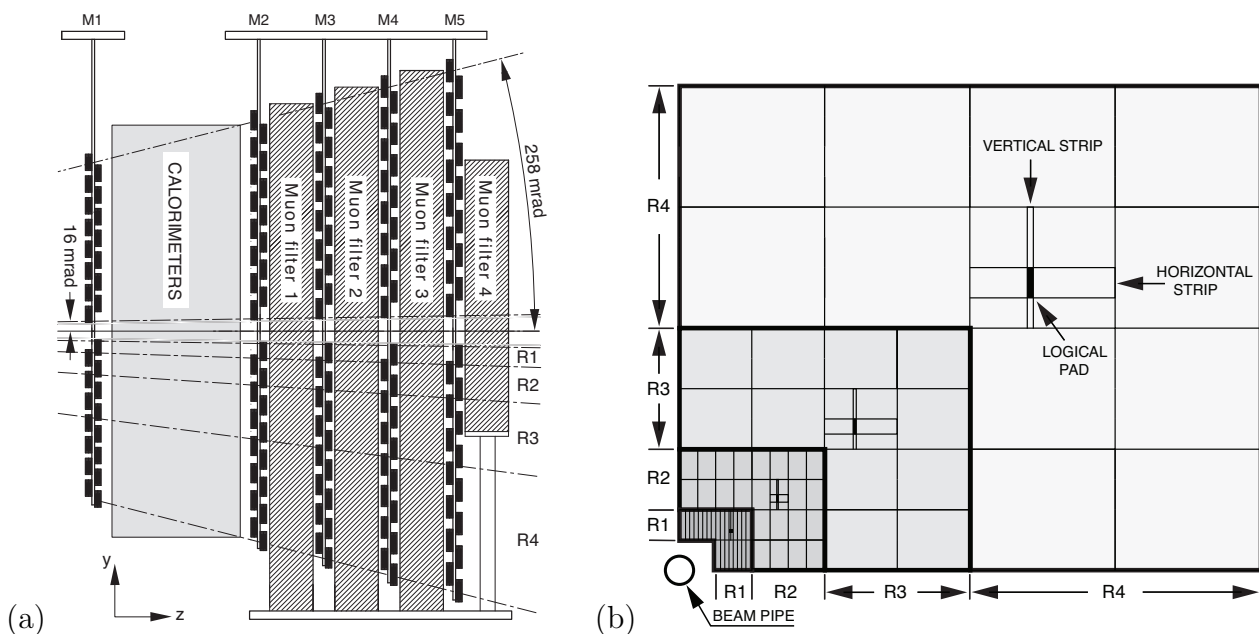 M1
M2
M3
M4
M5
16 mrad
258 mrad
CALORIMETERS
Muon filter 1
Muon filter 2
Muon filter 3
Muon filter 4
R1
R2
R3
R4
y
z
(a)
R4
R3
R2
R1
VERTICAL STRIP
HORIZONTAL
STRIP
LOGICAL
PAD
R1
R2
R3
R4
BEAM PIPE
(b)